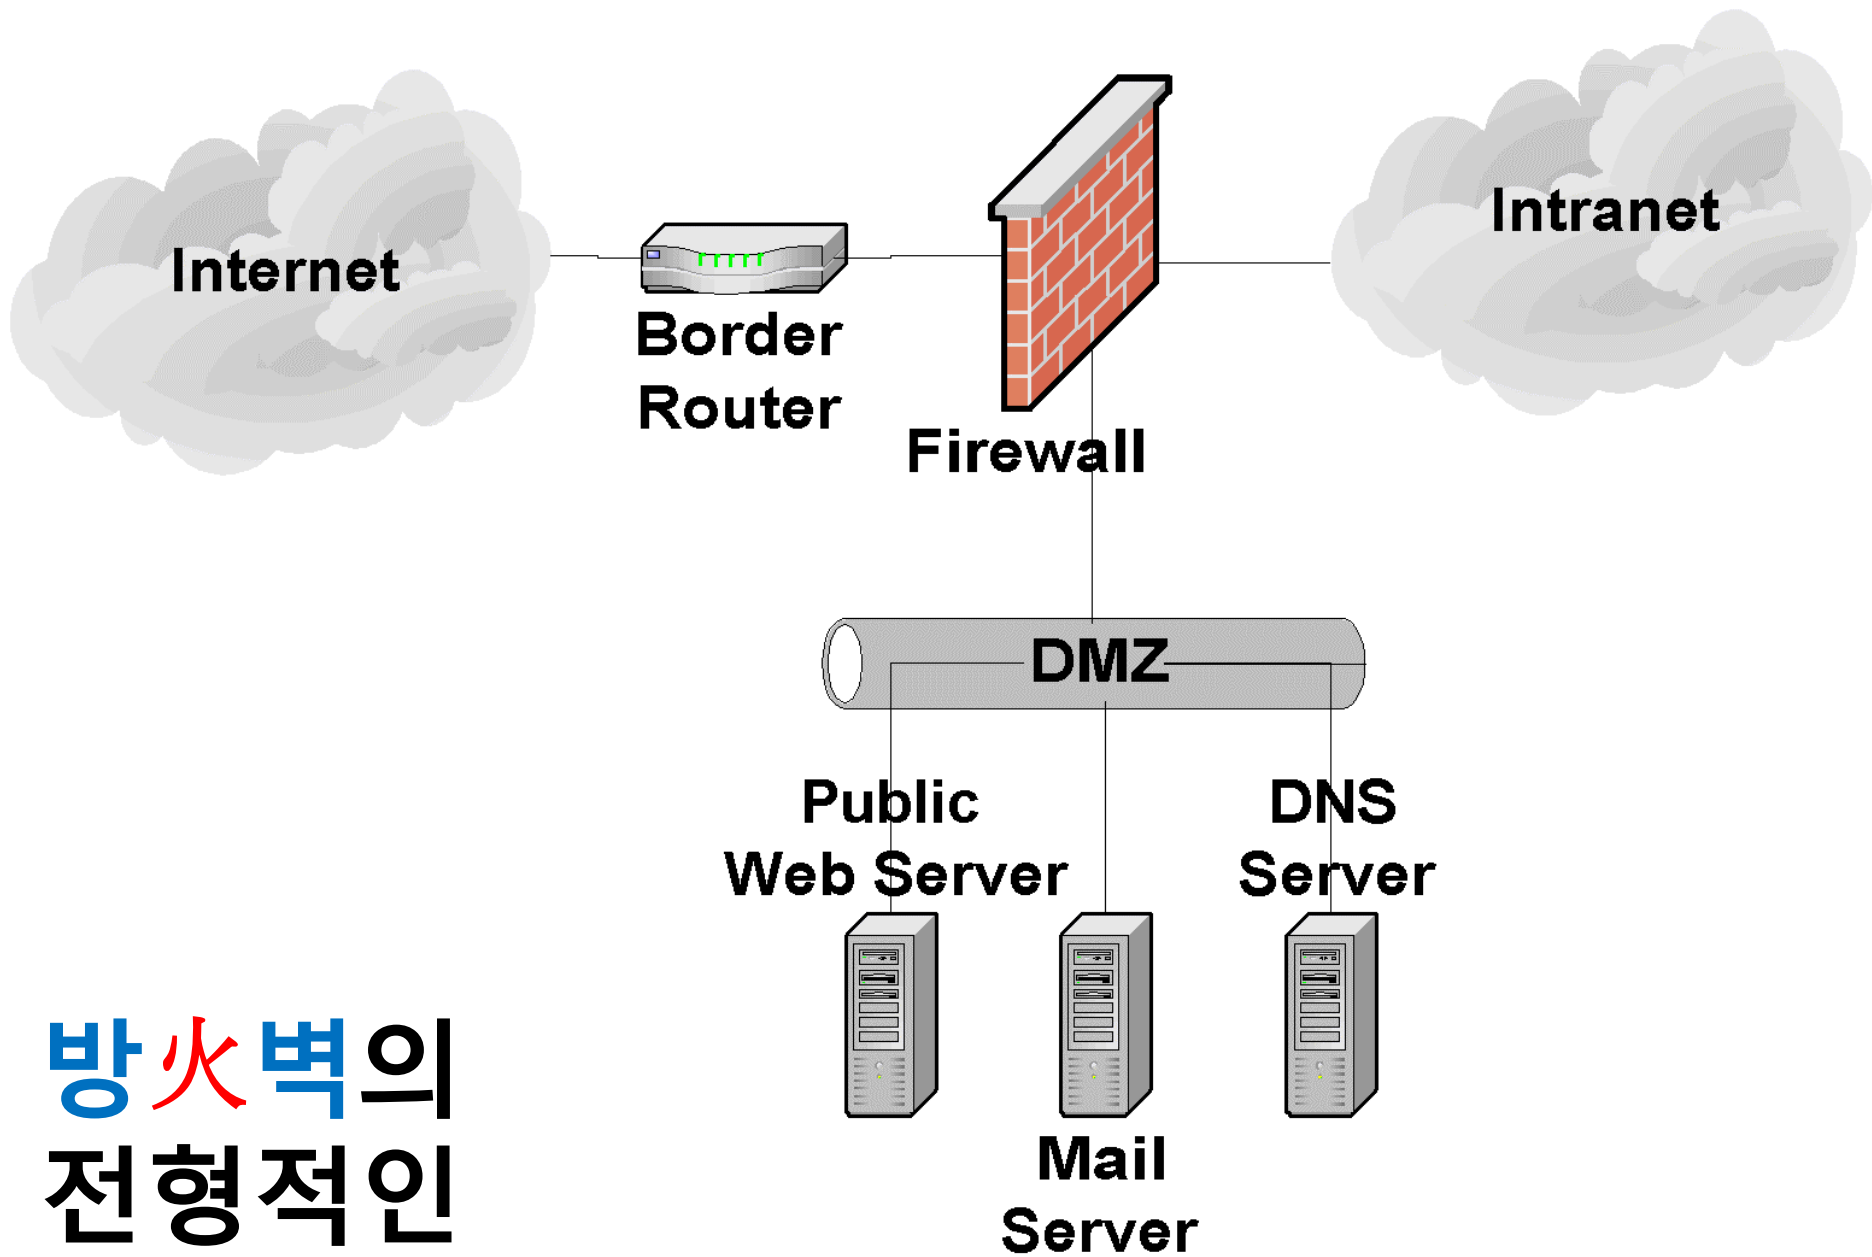 Internet
Border
Router
Firewall
Intranet
DMZ
Public
Web Server
DNS
Server
Mail
Server
방火벽의
전형적인